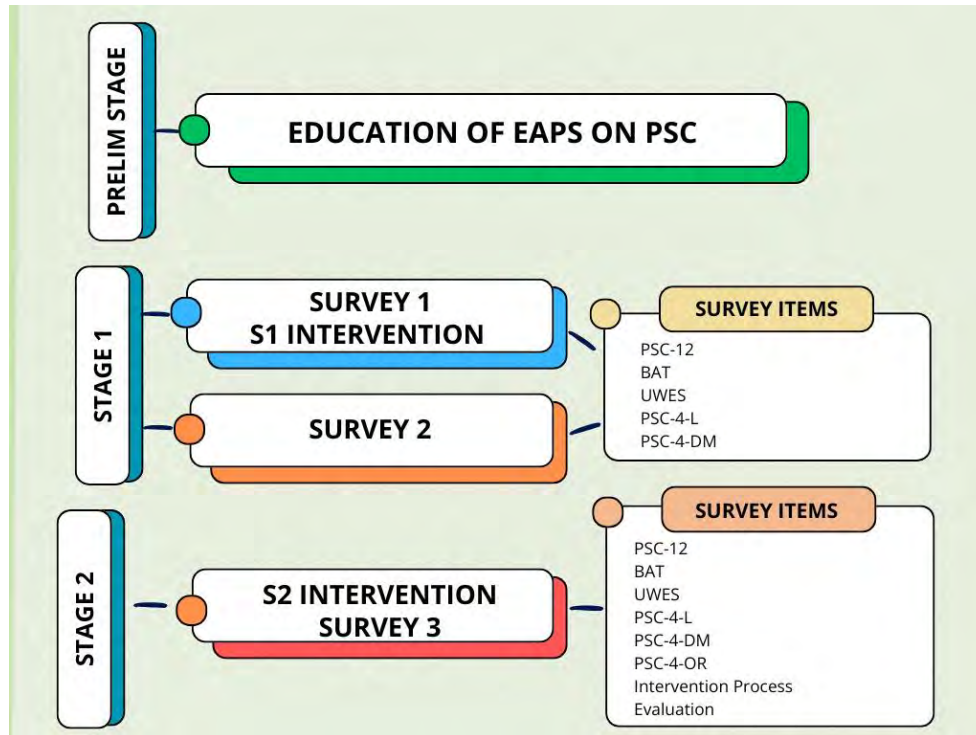 PRELIM STAGE
EDUCATION OF EAPS ON PSC
STAGE 1
SURVEY 1
S1 INTERVENTION
SURVEY 2
SURVEY ITEMS
PSC-12
BAT
UWES
PSC-4-L
PSC-4-DM
STAGE 2
S2 INTERVENTION
SURVEY 3
SURVEY ITEMS
PSC-12
BAT
UWES
PSC-4-L
PSC-4-DM
PSC-4-OR
Intervention Process
Evaluation